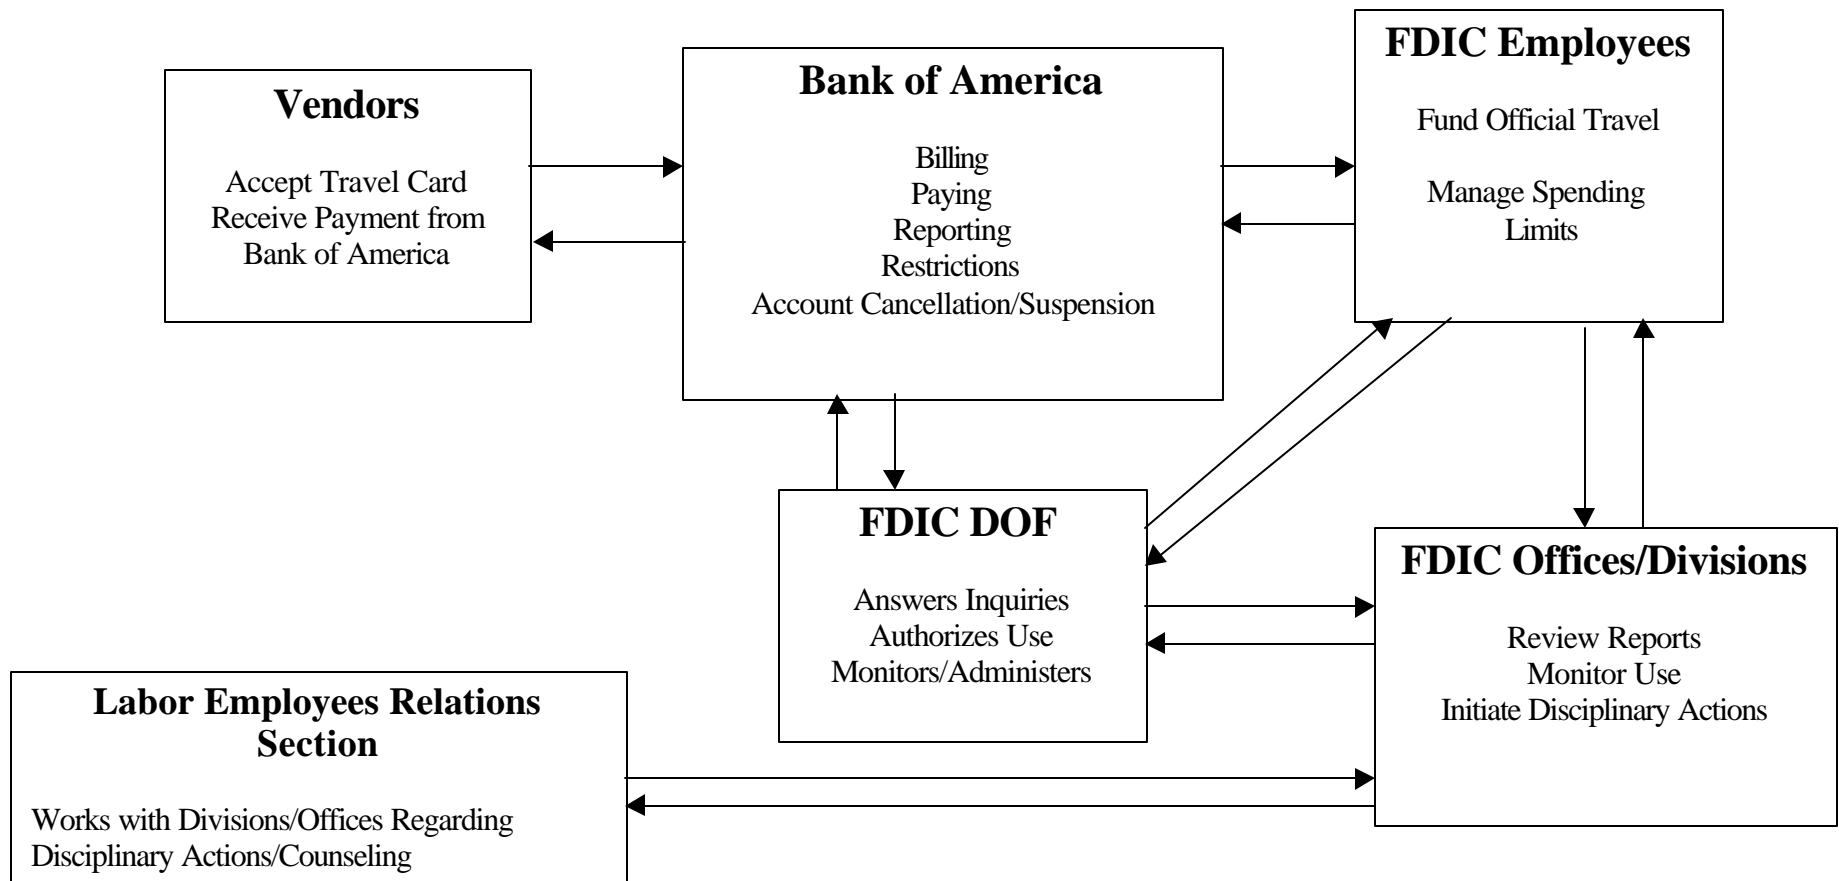 Vendors
Accept Travel Card
Receive Payment from
Bank of America
Bank of America
Billing
Paying
Reporting
Restrictions
Account Cancellation/Suspension
FDIC Employees
Fund Official Travel
Manage Spending
Limits
FDIC DOF
Answers Inquiries
Authorizes Use
Monitors/Administers
FDIC Offices/Divisions
Review Reports
Monitor Use
Initiate Disciplinary Actions
Labor Employees Relations
Section
Works with Divisions/Offices Regarding
Disciplinary Actions/Counseling